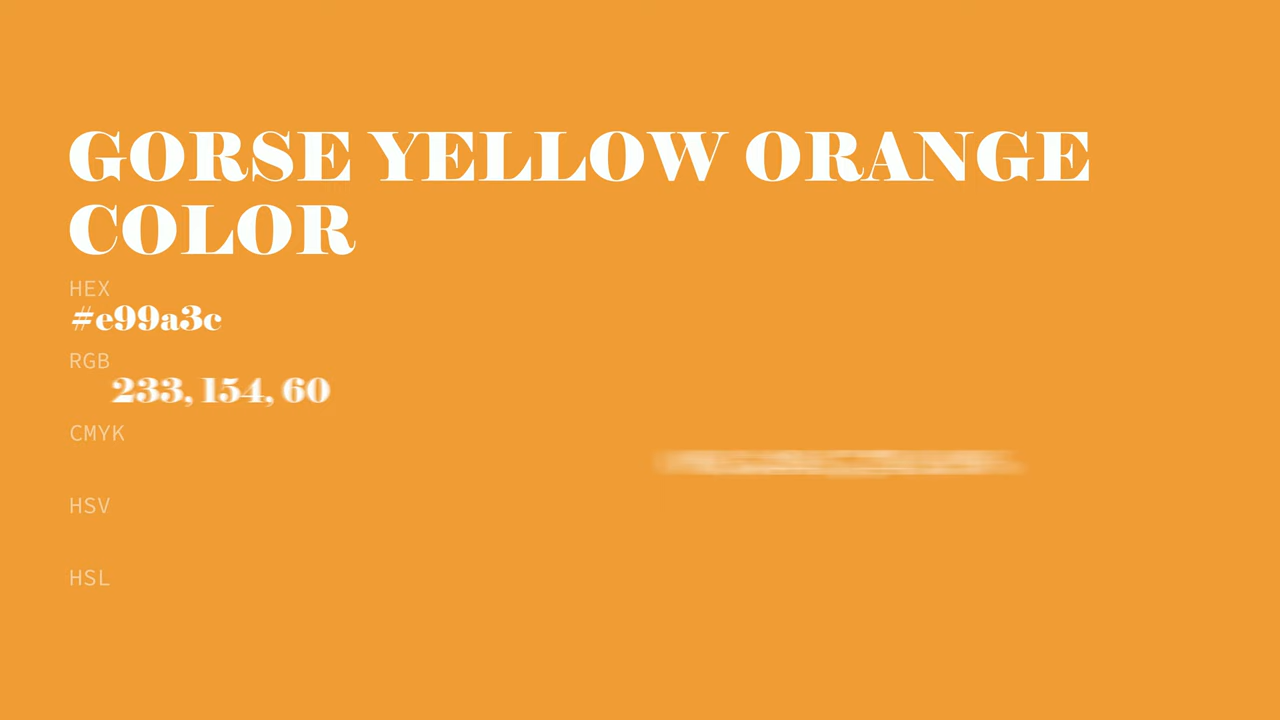 GORSE YELLOW ORANGE
COLOR
HEX
#e99a3c
RGB
233, 154, 60
CMYK
HSV
HSL